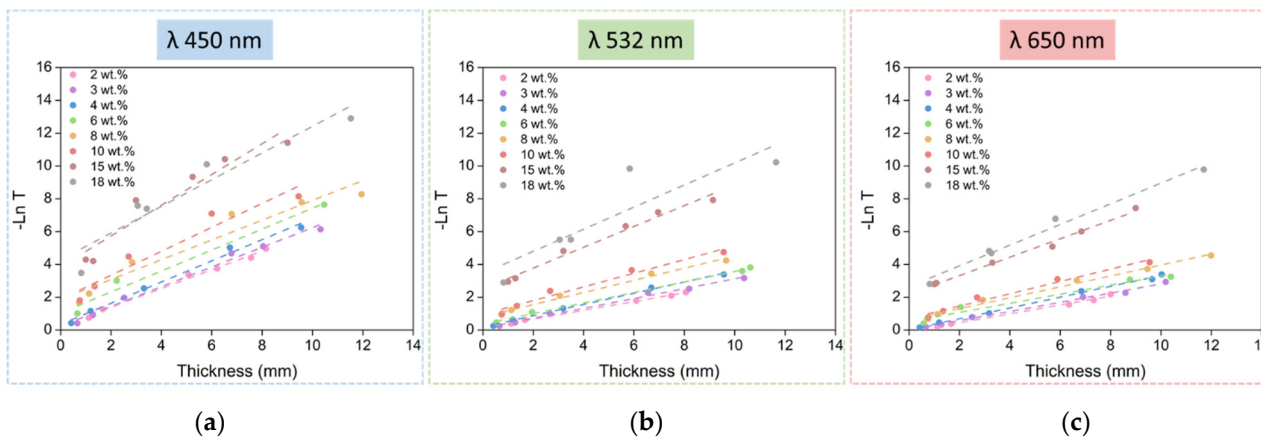 λ 450 nm
16
14
12
10
8
6
4
2
0
-Ln T
2 wt.%
3 wt.%
4 wt.%
6 wt.%
8 wt.%
10 wt.%
15 wt.%
18 wt.%
0 2 4 6 8 10 12 14
Thickness (mm)
(a)
λ 532 nm
16
14
12
10
8
6
4
2
0
-Ln T
2 wt.%
3 wt.%
4 wt.%
6 wt.%
8 wt.%
10 wt.%
15 wt.%
18 wt.%
0 2 4 6 8 10 12 14
Thickness (mm)
(b)
λ 650 nm
16
14
12
10
8
6
4
2
0
-Ln T
2 wt.%
3 wt.%
4 wt.%
6 wt.%
8 wt.%
10 wt.%
15 wt.%
18 wt.%
0 2 4 6 8 10 12
Thickness (mm)
(c)